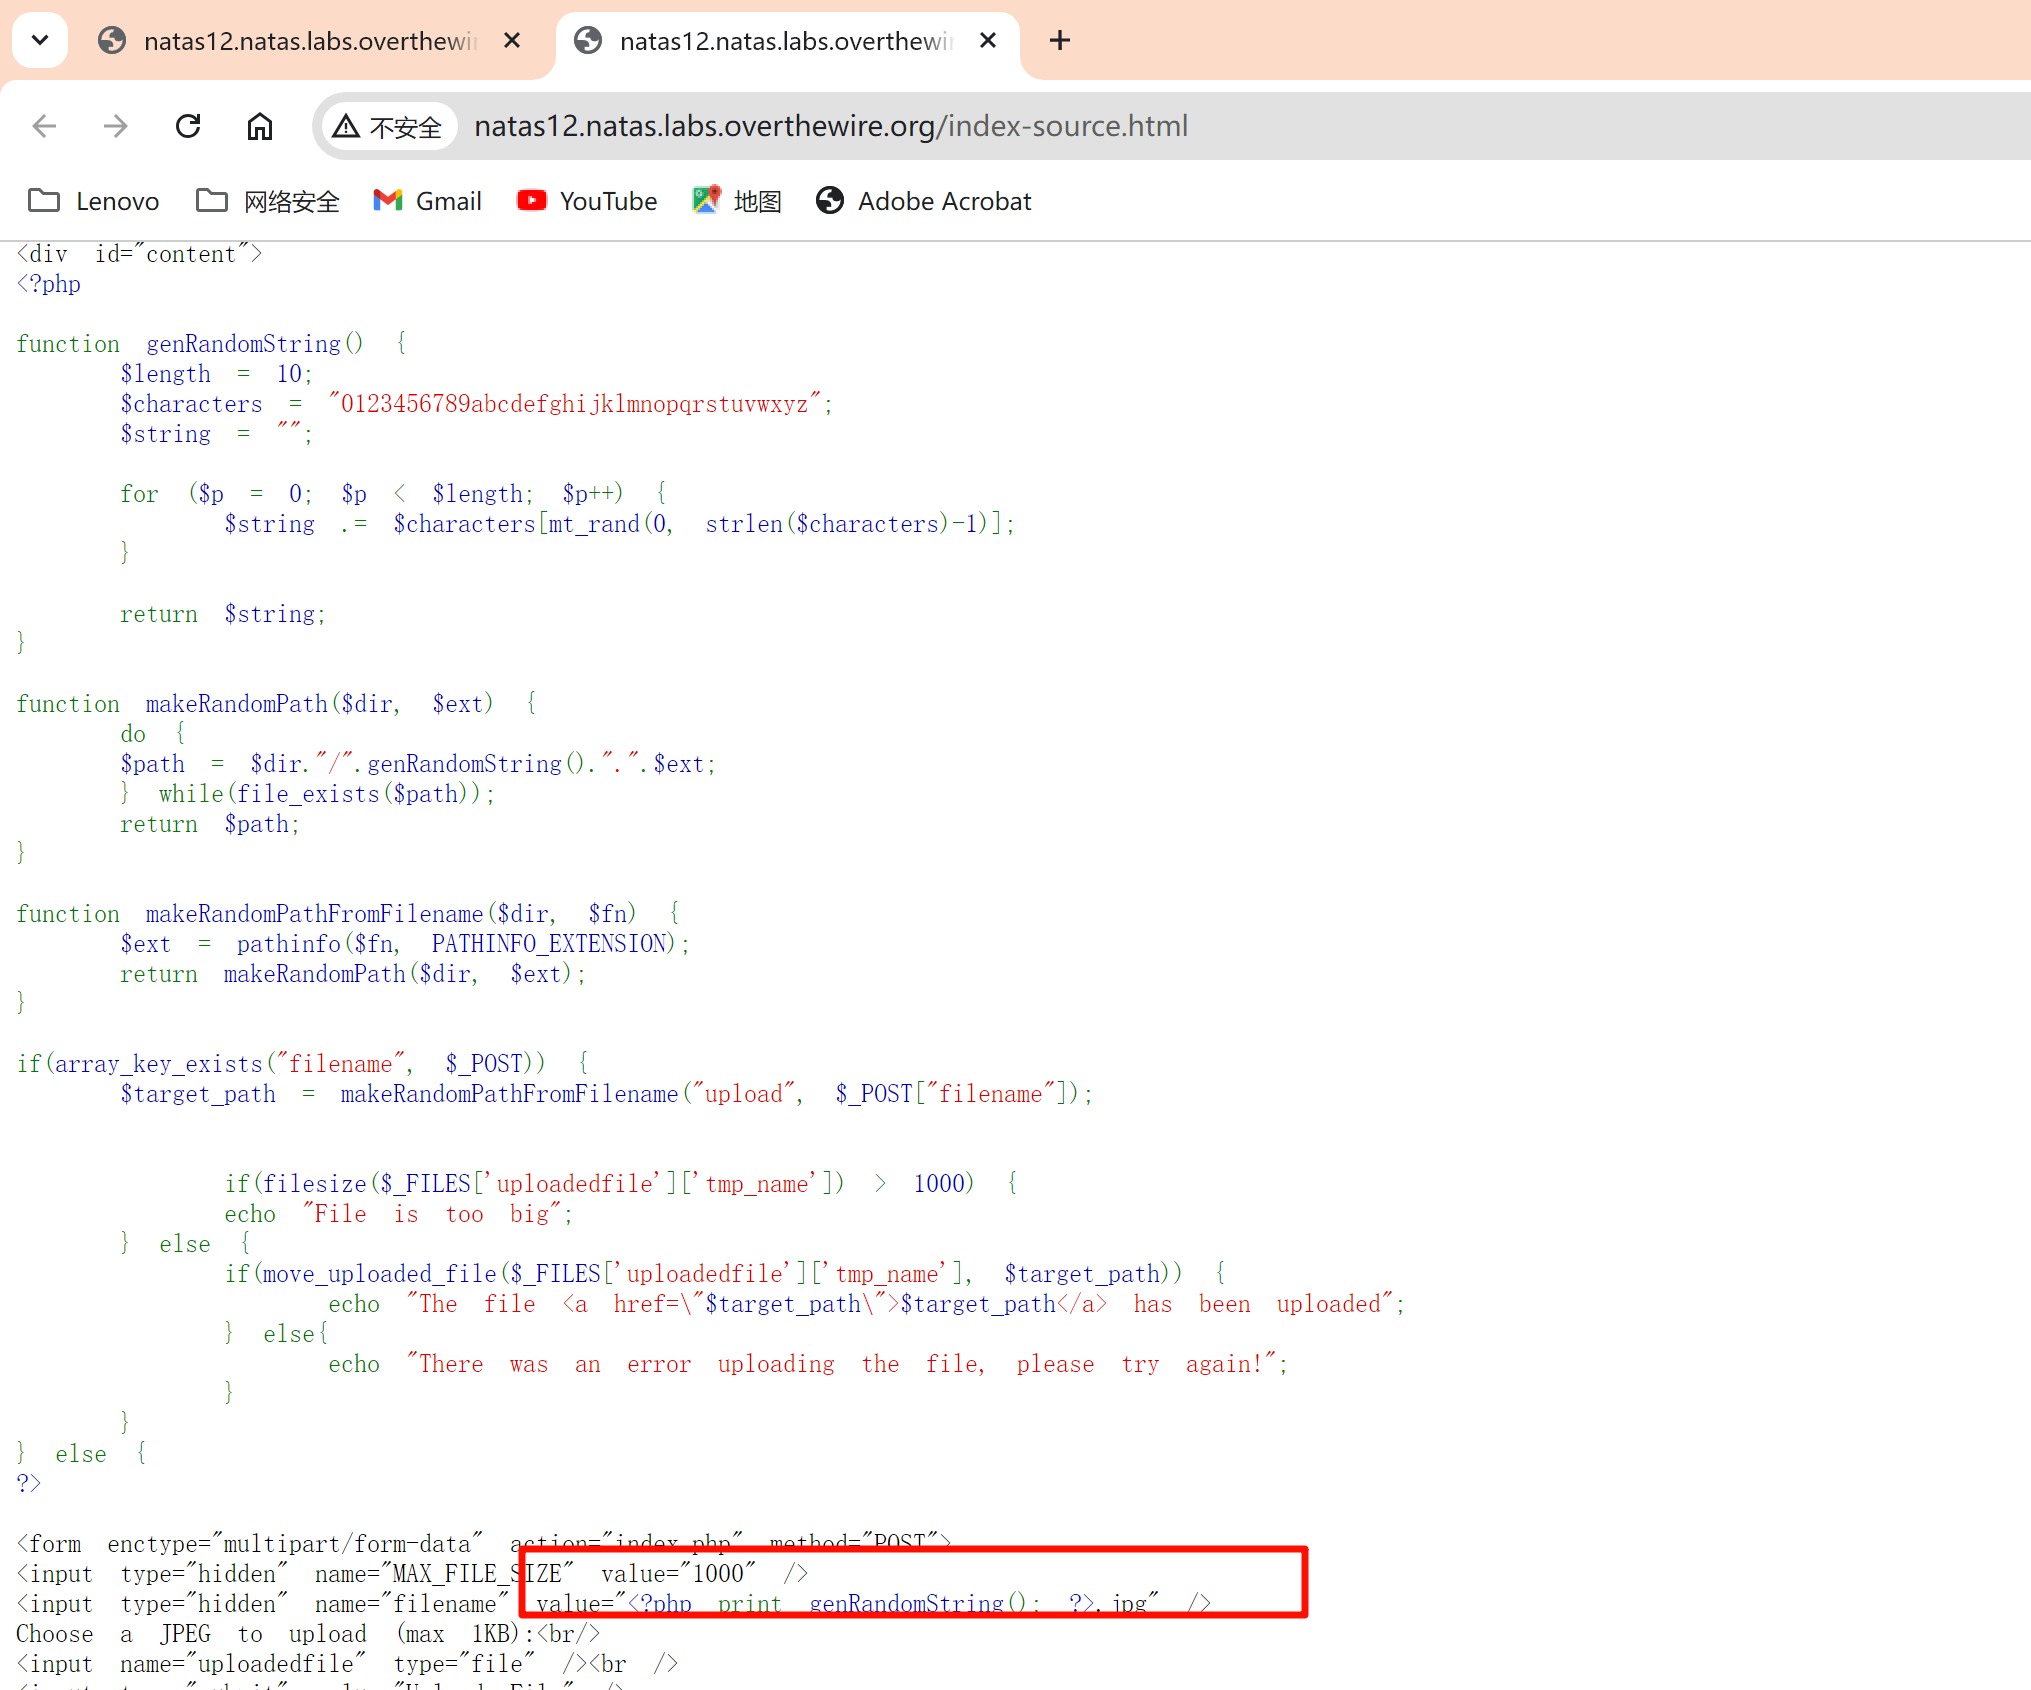 natas12.natas.labs.overthewir
natas12.natas.labs.overthewir
不安全
natas12.natas.labs.overthewire.org/index-source.html
Lenovo 网络安全 Gmail YouTube 地图 Adobe Acrobat
<div id="content">
<?php
function genRandomString() {
$length = 10;
$characters = "0123456789abcdefghijklmnopqrstuvwxyz";
$string = "";
for ($p = 0; $p < $length; $p++) {
$string .= $characters[mt_rand(0, strlen($characters)-1)];
}
return $string;
}
function makeRandomPath($dir, $ext) {
do {
$path = $dir."/".genRandomString().".".$ext;
} while(file_exists($path));
return $path;
}
function makeRandomPathFromFilename($dir, $fn) {
$ext = pathinfo($fn, PATHINFO_EXTENSION);
return makeRandomPath($dir, $ext);
}
if(array_key_exists("filename", $_POST)) {
$target_path = makeRandomPathFromFilename("upload", $_POST["filename"]);
if(filesize($_FILES['uploadedfile']['tmp_name']) > 1000) {
echo "File is too big";
} else {
if(move_uploaded_file($_FILES['uploadedfile']['tmp_name'], $target_path)) {
echo "The file <a href=\"$target_path\">$target_path</a> has been uploaded";
} else{
echo "There was an error uploading the file, please try again!";
}
}
} else {
?>
<form enctype="multipart/form-data" action="index.php" method="POST">
<input type="hidden" name="MAX_FILE_SIZE" value="1000" />
<input type="hidden" name="filename" value="<?php print genRandomString(); ?>.jpg" />
Choose a JPEG to upload (max 1KB):<br/>
<input name="uploadedfile" type="file" /><br />